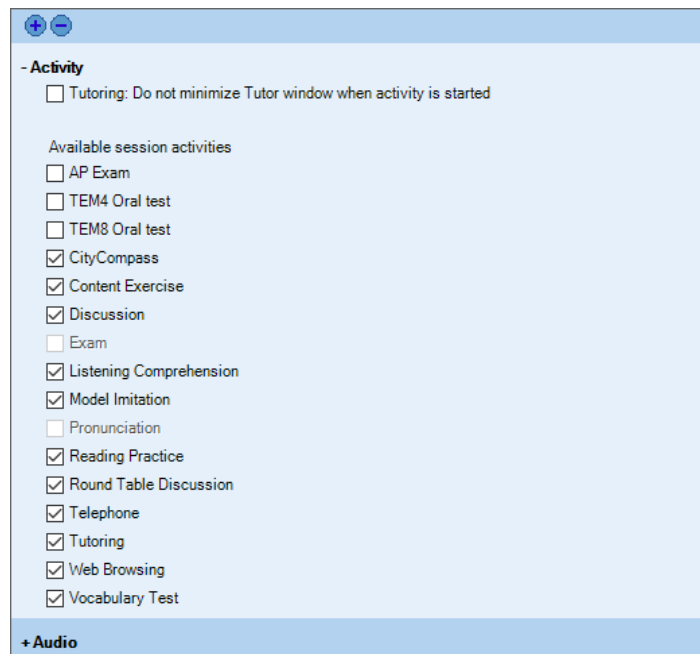 - Activity
Tutoring: Do not minimize Tutor window when activity is started
Available session activities
AP Exam
TEM4 Oral test
TEM8 Oral test
CityCompass
Content Exercise
Discussion
Exam
Listening Comprehension
Model Imitation
Pronunciation
Reading Practice
Round Table Discussion
Telephone
Tutoring
Web Browsing
Vocabulary Test
+ Audio